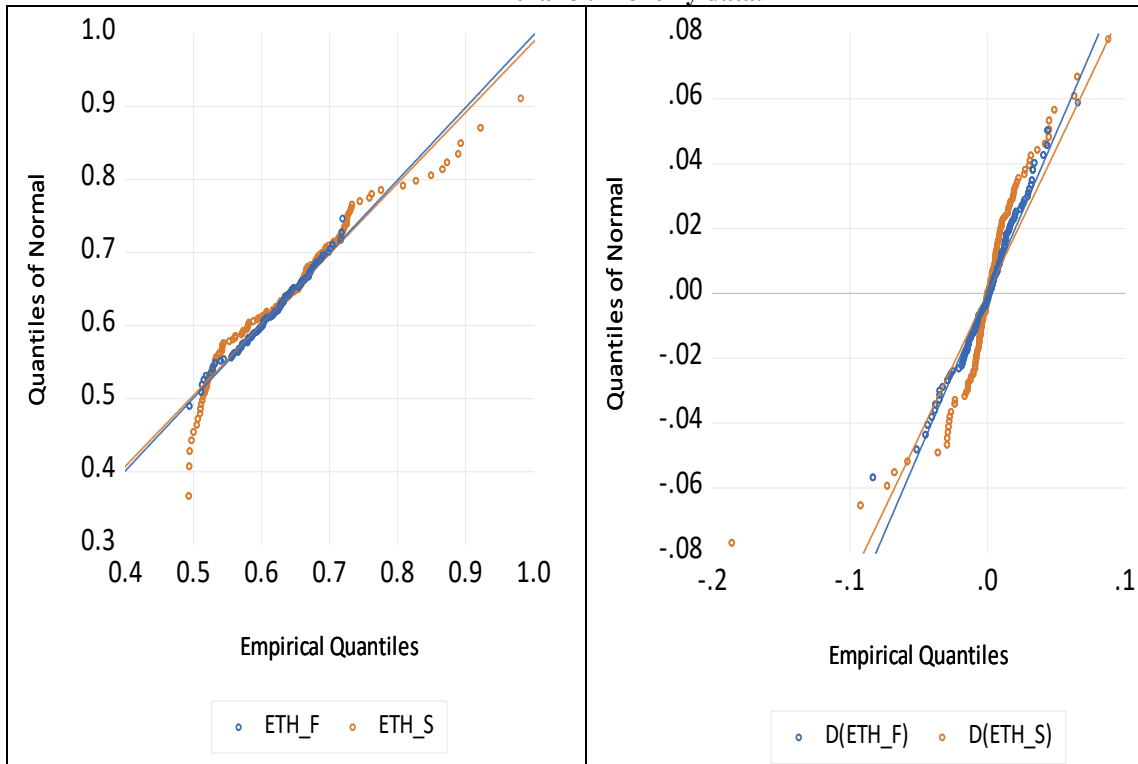 1.0
0.9
0.8
0.7
0.6
0.5
0.4
0.3
Quantiles of Normal
0.4 0.5 0.6 0.7 0.8 0.9 1.0
Empirical Quantiles
ETH_F ETH_S
.08
.06
.04
.02
.00
-.02
-.04
-.06
-.08
Quantiles of Normal
-.2 -.1 .0 .1
Empirical Quantiles
D(ETH_F) D(ETH_S)